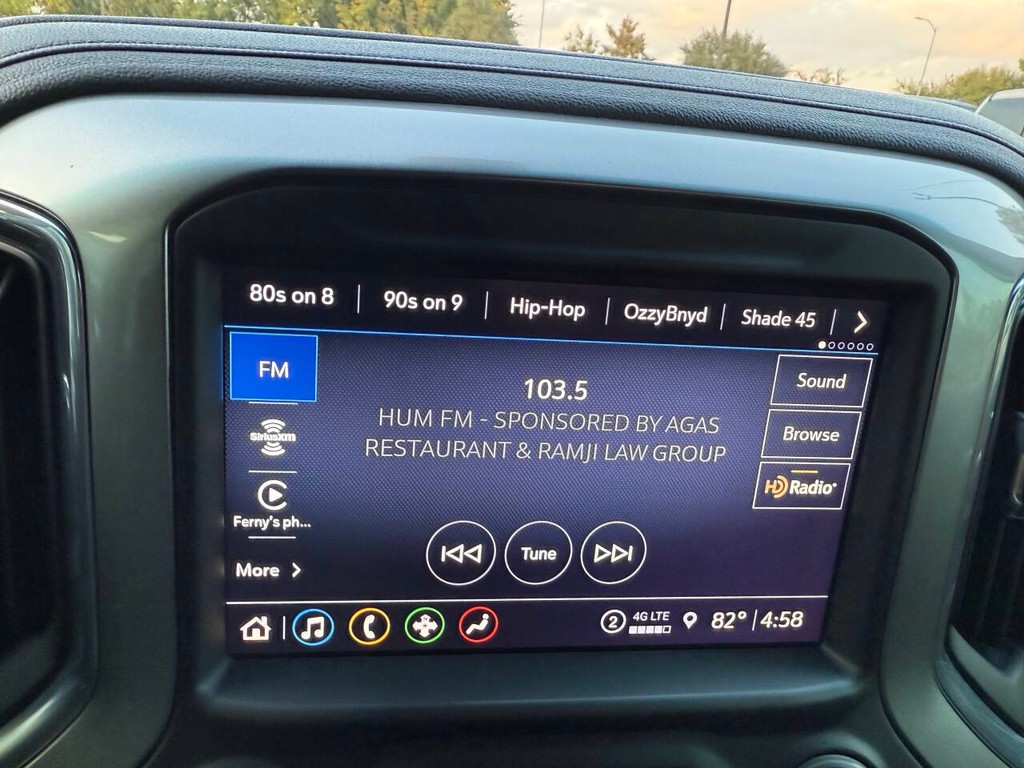 80s on 8
90s on 9
Hip-Hop
OzzyBnyd
Shade 45
FM
103.5
HUM FM - SPONSORED BY AGAS
RESTAURANT & RAMJI LAW GROUP
Sound
Browse
HD Radio
SiriusXM
Ferny's ph...
More
Tune
2
4G LTE
82°
4:58